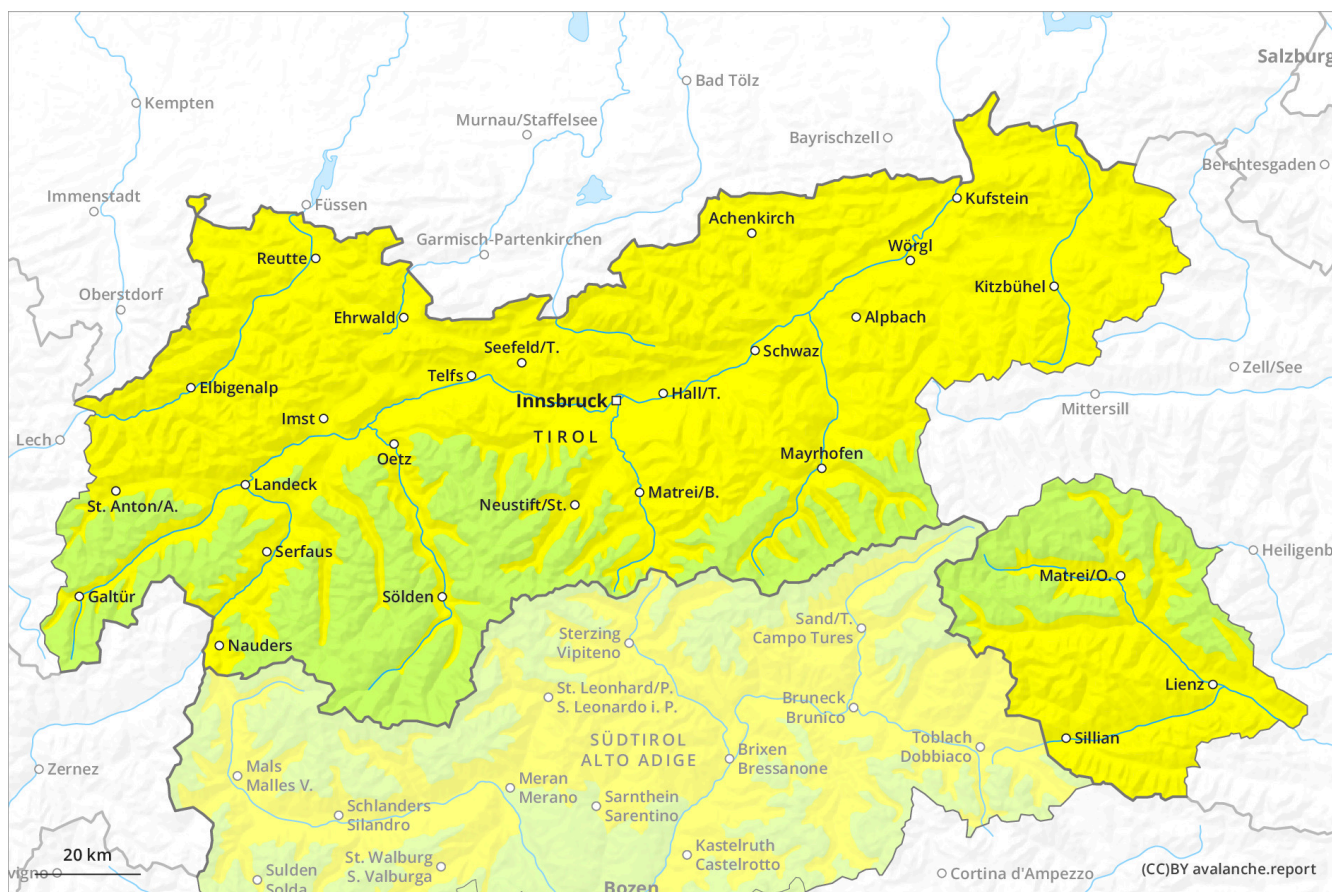 Salzburg
Bad Tölz
Kempten
Murnau/Staffelsee
Bayrischzell
Berchtesgaden
Immenstadt
Füssen
Kufstein
Achenkirch
Garmisch-Partenkirchen
Wörgl
Reutte
Kitzbühel
Oberstdorf
Ehrwald
Alpbach
Seefeld/T.
Schwaz
Zell/See
Telfs
Elbigenalp
Hall/T.
Innsbruck
Mittersill
Imst
TIROL
Lech
Oetz
Mayrhofen
Landeck
Matrei/B.
St. Anton/A.
Neustift/St.
Serfaus
Heiligenb
Matrei/O.
Galtür
Sölden
Sand/T.
Campo Tures
Sterzing
Vipiteno
Nauders
Lienz
St. Leonhard/P.
S. Leonardo i. P.
Bruneck
Brunico
SÜDTIROL
ALTO ADIGE
Toblach
Dobbiaco
Sillian
Brixen
Bressanone
Zernez
Mals
Malles V.
Meran
Merano
Schlanders
Silandro
Sarnthein
Sarentino
Kastelruth
Castelrotto
20 km
St. Walburg
S. Valburga
vigno
Sulden
Solda
Bozen
Cortina d'Ampezzo
(CC)BY avalanche.report